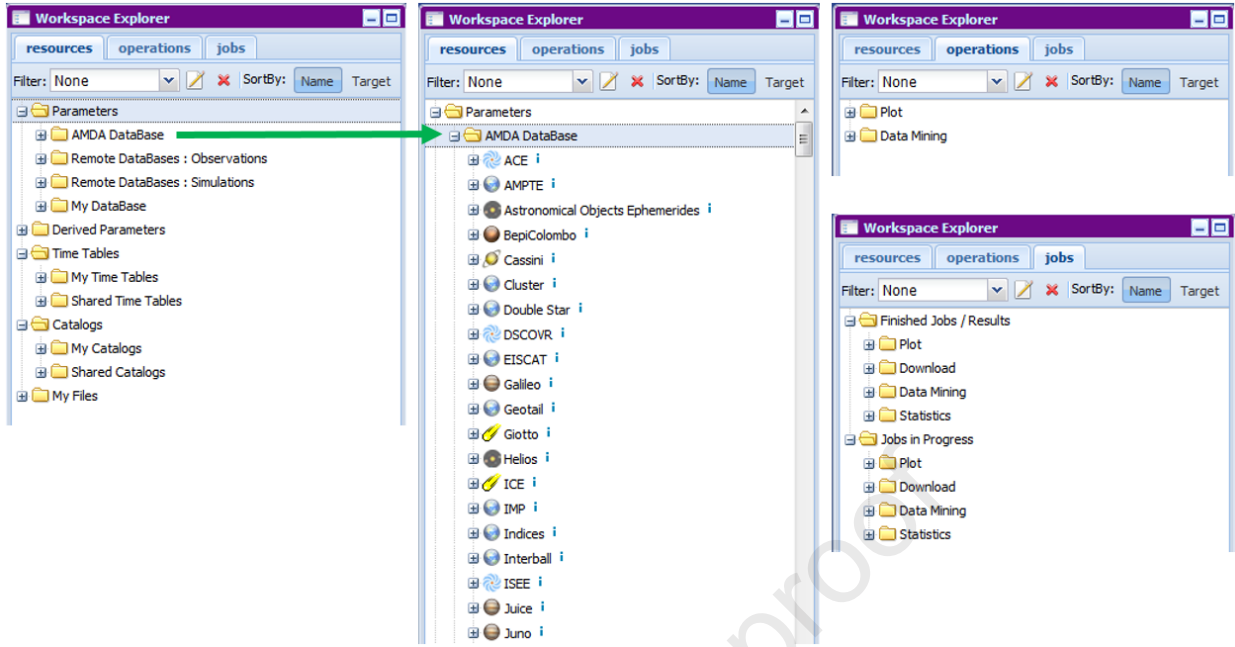 Workspace Explorer
resources operations jobs
Filter: None SortBy: Name Target
Parameters
AMDA DataBase
Remote DataBases : Observations
Remote DataBases : Simulations
My DataBase
Derived Parameters
Time Tables
My Time Tables
Shared Time Tables
Catalogs
My Catalogs
Shared Catalogs
My Files
Workspace Explorer
resources operations jobs
Filter: None SortBy: Name Target
Parameters
AMDA DataBase
ACE i
AMPTE i
Astronomical Objects Ephemerides i
BepiColombo i
Cassini i
Cluster i
Double Star i
DSCOVR i
EISCAT i
Galileo i
Geotail i
Giotto i
Helios i
ICE i
IMP i
Indices i
Interball i
ISEE i
Juice i
Juno i
Workspace Explorer
resources operations jobs
Filter: None SortBy: Name Target
Plot
Data Mining
Workspace Explorer
resources operations jobs
Filter: None SortBy: Name Target
Finished Jobs / Results
Plot
Download
Data Mining
Statistics
Jobs in Progress
Plot
Download
Data Mining
Statistics
proof